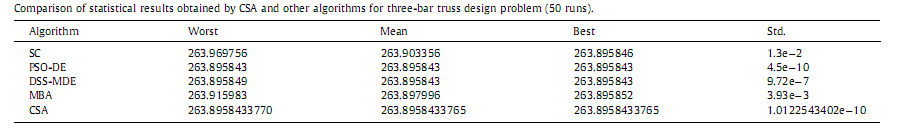 Comparison of statistical results obtained by CSA and other algorithms for three-bar truss design problem (50 runs).
Algorithm Worst Mean Best Std.
SC 263.969756 263.903356 263.895846 1.3e−2
PSO-DE 263.895843 263.895843 263.895843 4.5e−10
DSS-MDE 263.895849 263.895843 263.895843 9.72e−7
MBA 263.915983 263.897996 263.895852 3.93e−3
CSA 263.8958433770 263.8958433765 263.8958433765 1.0122543402e−10